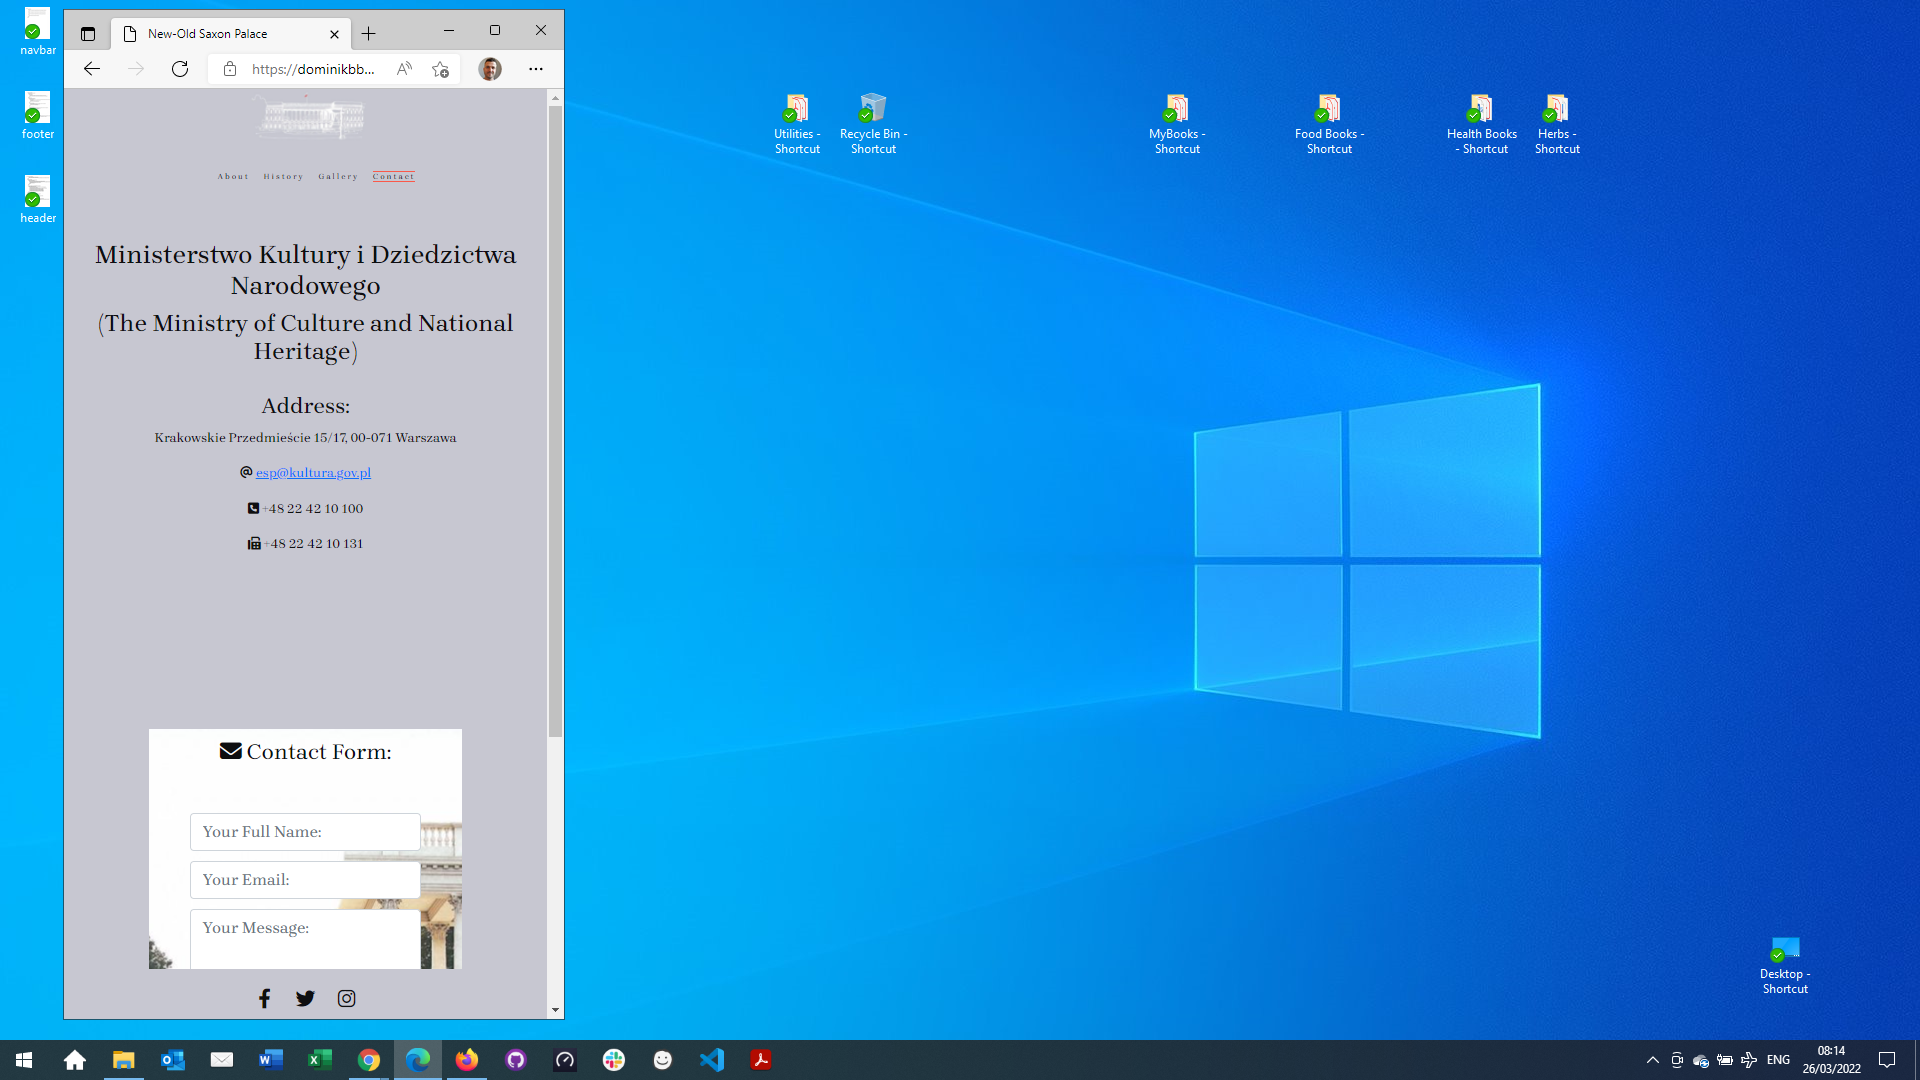 navbar
footer
header
New-Old Saxon Palace
https://dominikbb...
About History Gallery Contact
Ministerstwo Kultury i Dziedzictwa
Narodowego
(The Ministry of Culture and National
Heritage)
Address:
Krakowskie Przedmieście 15/17, 00-071 Warszawa
esp@kultura.gov.pl
+48 22 42 10 100
+48 22 42 10 131
Contact Form:
Your Full Name:
Your Email:
Your Message:
Utilities -
Shortcut
Recycle Bin -
Shortcut
MyBooks -
Shortcut
Food Books -
Shortcut
Health Books
- Shortcut
Herbs -
Shortcut
Desktop -
Shortcut
ENG
08:14
26/03/2022